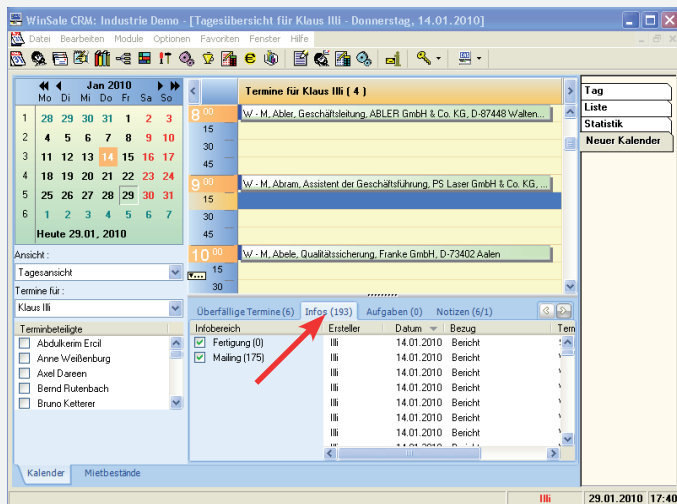 WinSale CRM: Industrie Demo - [Tagesübersicht für Klaus Illi - Donnerstag, 14.01.2010]
Datei Bearbeiten Module Optionen Favoriten Fenster Hilfe
Jan 2010
Mo Di Mi Do Fr Sa So
1 28 29 30 31 1 2 3
2 4 5 6 7 8 9 10
3 11 12 13 14 15 16 17
4 18 19 20 21 22 23 24
5 25 26 27 28 29 30 31
6 1 2 3 4 5 6 7
Heute 29.01, 2010
Ansicht :
Tagesansicht
Termine für :
Klaus Illi
Terminbeteiligte
Abdulkerim Ercil
Anne Weißenburg
Axel Dareen
Bernd Rutenbach
Bruno Ketterer
Termine für Klaus Illi ( 4 )
8 00 W - M, Abler, Geschäftsleitung, ABLER GmbH & Co. KG, D-87448 Walten...
15
30
45
9 00 W - M, Abram, Assistent der Geschäftsführung, PS Laser GmbH & Co. KG, ...
15
30
45
10 00 W - M, Abele, Qualitätssicherung, Franke GmbH, D-73402 Aalen
15
30
Tag
Liste
Statistik
Neuer Kalender
Überfällige Termine (6) Infos (193) Aufgaben (0) Notizen (6/1)
Infobereich
Fertigung (0)
Mailing (175)
Ersteller Datum Bezug Tern
Illi 14.01.2010 Bericht
Illi 14.01.2010 Bericht
Illi 14.01.2010 Bericht
Illi 14.01.2010 Bericht
Illi 14.01.2010 Bericht
Illi 14.01.2010 Bericht
Kalender Mietbestände
Illi 29.01.2010 17:40